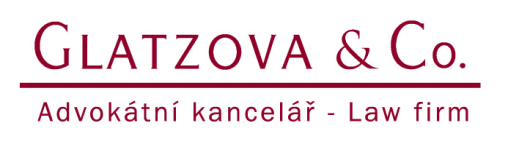 GLATZOVA & CO.
Advokátní kancelář - Law firm